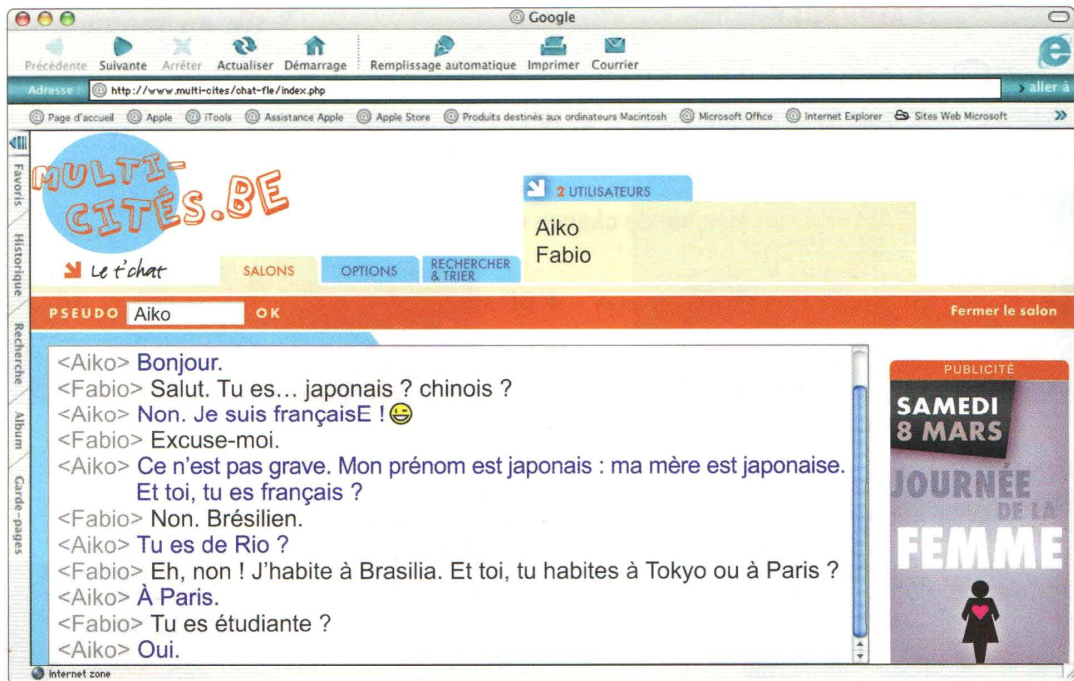 Google
Précédente Suivante Arrêter Actualiser Démarrage Remplissage automatique Imprimer Courrier
Adresse : http://www.multi-cites/chat-fle/index.php aller à
Page d'accueil Apple iTools Assistance Apple Apple Store Produits destinés aux ordinateurs Macintosh Microsoft Office Internet Explorer Sites Web Microsoft
Favoris
Historique
Recherche
Album
Garde-pages
MULTI-
CITÉS.BE
Le t'chat
SALONS
OPTIONS
RECHERCHER
& TRIER
2 UTILISATEURS
Aiko
Fabio
PSEUDO Aiko OK
Fermer le salon
<Aiko> Bonjour.
<Fabio> Salut. Tu es... japonais ? chinois ?
<Aiko> Non. Je suis françaisE ! 😄
<Fabio> Excuse-moi.
<Aiko> Ce n'est pas grave. Mon prénom est japonais : ma mère est japonaise.
Et toi, tu es français ?
<Fabio> Non. Brésilien.
<Aiko> Tu es de Rio ?
<Fabio> Eh, non ! J'habite à Brasilia. Et toi, tu habites à Tokyo ou à Paris ?
<Aiko> À Paris.
<Fabio> Tu es étudiante ?
<Aiko> Oui.
PUBLICITÉ
SAMEDI
8 MARS
JOURNÉE
DE LA
FEMME
Internet zone